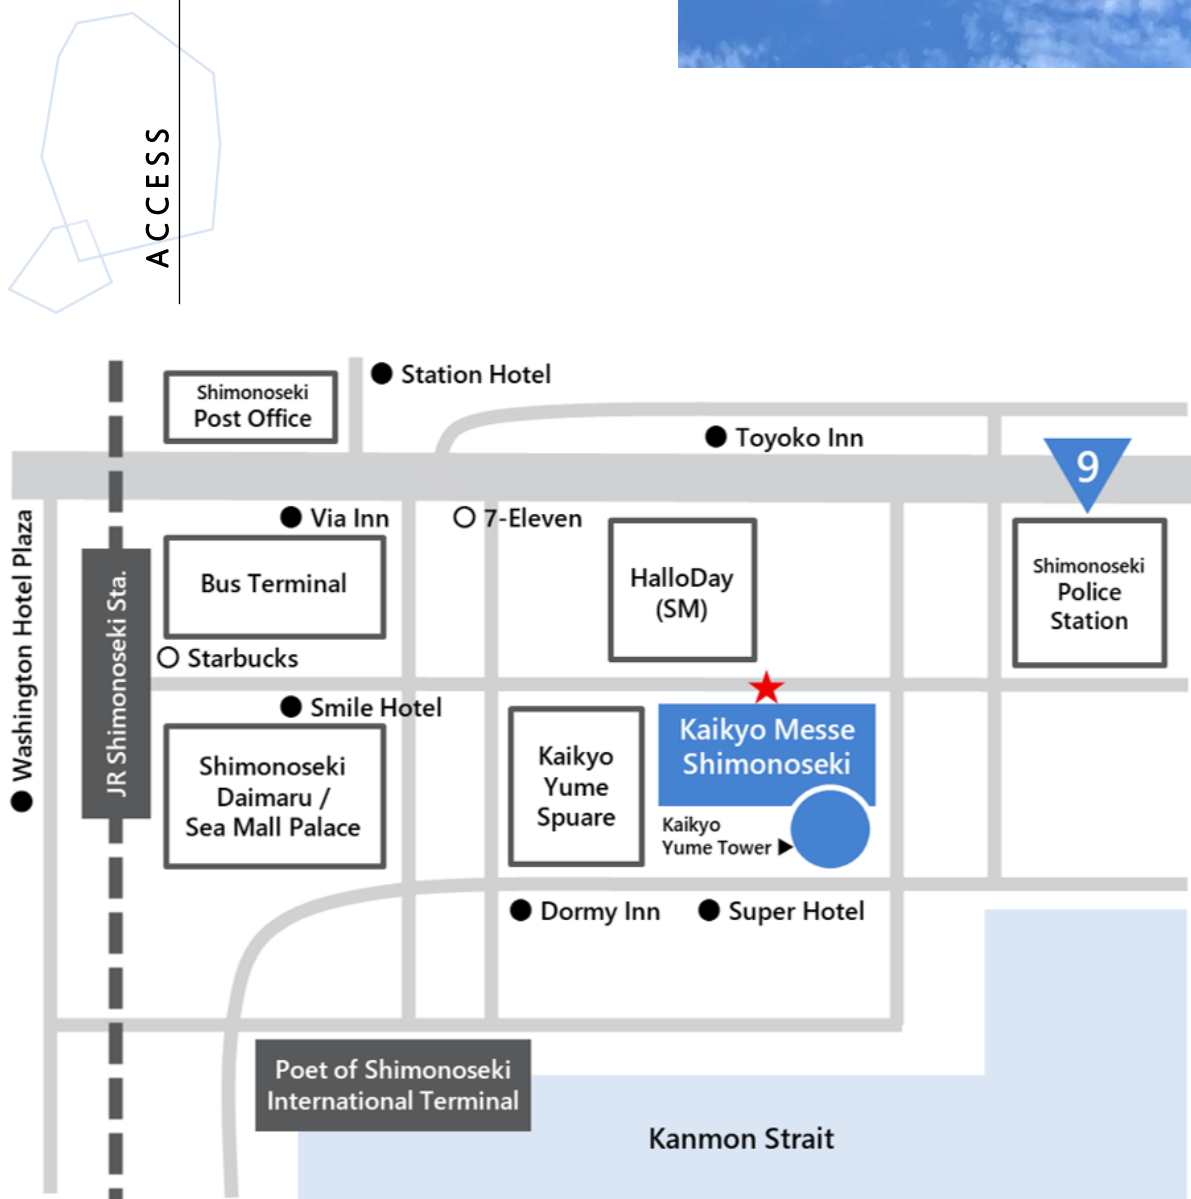 ACCESS
Station Hotel
Shimonoseki
Post Office
Toyoko Inn
9
Via Inn
7-Eleven
Washington Hotel Plaza
JR Shimonoseki Sta.
Bus Terminal
HalloDay
(SM)
Shimonoseki
Police
Station
Starbucks
Smile Hotel
Shimonoseki
Daimaru /
Sea Mall Palace
Kaikyo
Yume
Spuare
Kaikyo Messe
Shimonoseki
Kaikyo
Yume Tower
Dormy Inn
Super Hotel
Poet of Shimonoseki
International Terminal
Kanmon Strait